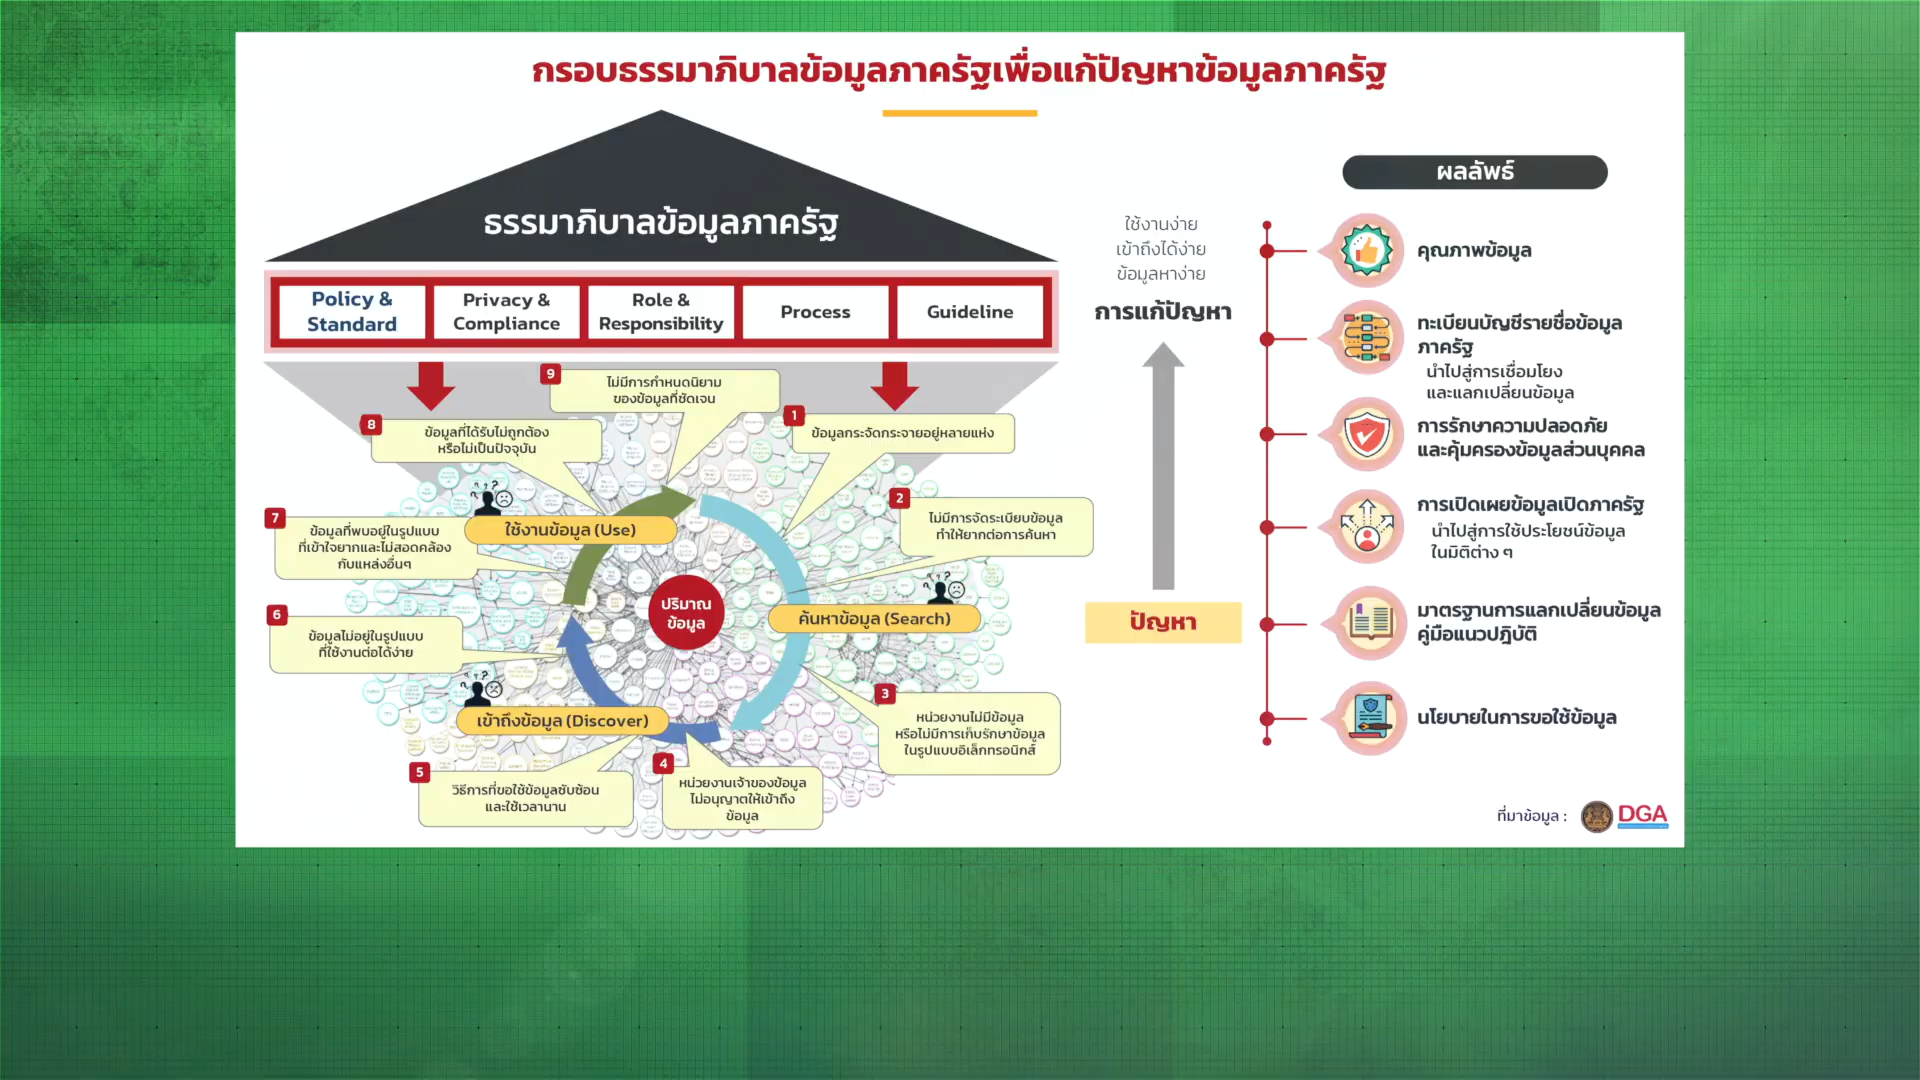 กรอบธรรมาภิบาลข้อมูลภาครัฐเพื่อแก้ปัญหาข้อมูลภาครัฐ
ธรรมาภิบาลข้อมูลภาครัฐ
Policy &
Standard
Privacy &
Compliance
Role &
Responsibility
Process
Guideline
9
ไม่มีการกำหนดนิยาม
ของข้อมูลที่ชัดเจน
1
ข้อมูลกระจัดกระจายอยู่หลายแห่ง
8
ข้อมูลที่ได้รับไม่ถูกต้อง
หรือไม่เป็นปัจจุบัน
2
ไม่มีการจัดระเบียบข้อมูล
ทำให้ยากต่อการค้นหา
7
ข้อมูลที่พบอยู่ในรูปแบบ
ที่เข้าใจยากและไม่สอดคล้อง
กับแหล่งอื่นๆ
ใช้งานข้อมูล (Use)
ปริมาณ
ข้อมูล
ค้นหาข้อมูล (Search)
6
ข้อมูลไม่อยู่ในรูปแบบ
ที่ใช้งานต่อได้ง่าย
เข้าถึงข้อมูล (Discover)
3
หน่วยงานไม่มีข้อมูล
หรือไม่มีการเก็บรักษาข้อมูล
ในรูปแบบอิเล็กทรอนิกส์
5
วิธีการที่ขอใช้ข้อมูลซับซ้อน
และใช้เวลานาน
4
หน่วยงานเจ้าของข้อมูล
ไม่อนุญาตให้เข้าถึง
ข้อมูล
ใช้งานง่าย
เข้าถึงได้ง่าย
ข้อมูลหาง่าย
การแก้ปัญหา
ปัญหา
ผลลัพธ์
คุณภาพข้อมูล
ทะเบียนบัญชีรายชื่อข้อมูล
ภาครัฐ
นำไปสู่การเชื่อมโยง
และแลกเปลี่ยนข้อมูล
การรักษาความปลอดภัย
และคุ้มครองข้อมูลส่วนบุคคล
การเปิดเผยข้อมูลเปิดภาครัฐ
นำไปสู่การใช้ประโยชน์ข้อมูล
ในมิติต่าง ๆ
มาตรฐานการแลกเปลี่ยนข้อมูล
คู่มือแนวปฎิบัติ
นโยบายในการขอใช้ข้อมูล
ที่มาข้อมูล :
DGA